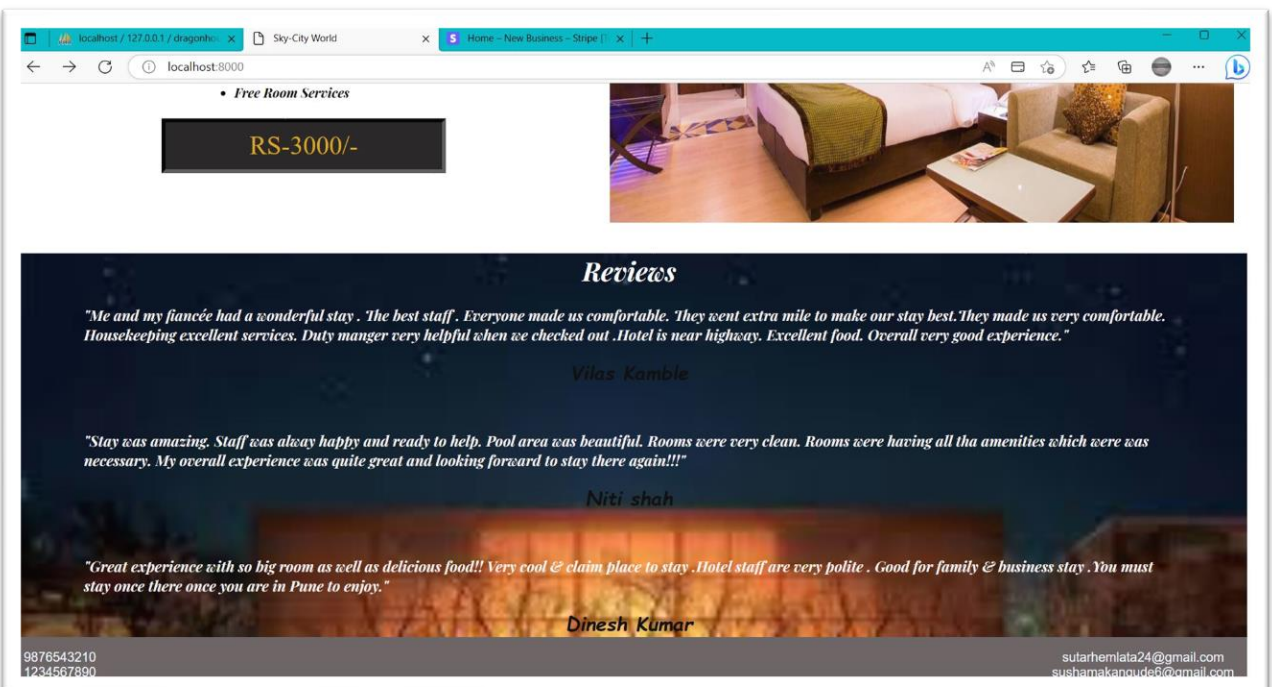 localhost / 127.0.0.1 / dragonho
Sky-City World
Home – New Business – Stripe [T
localhost:8000
Free Room Services
RS-3000/-
Reviews
"Me and my fiancée had a wonderful stay . The best staff . Everyone made us comfortable. They went extra mile to make our stay best.They made us very comfortable.
Housekeeping excellent services. Duty manger very helpful when we checked out .Hotel is near highway. Excellent food. Overall very good experience."
Vilas Kamble
"Stay was amazing. Staff was alway happy and ready to help. Pool area was beautiful. Rooms were very clean. Rooms were having all tha amenities which were was
necessary. My overall experience was quite great and looking forward to stay there again!!!"
Niti shah
"Great experience with so big room as well as delicious food!! Very cool & claim place to stay .Hotel staff are very polite . Good for family & business stay .You must
stay once there once you are in Pune to enjoy."
Dinesh Kumar
9876543210
1234567890
sutarhemlata24@gmail.com
sushamakangude6@gmail.com